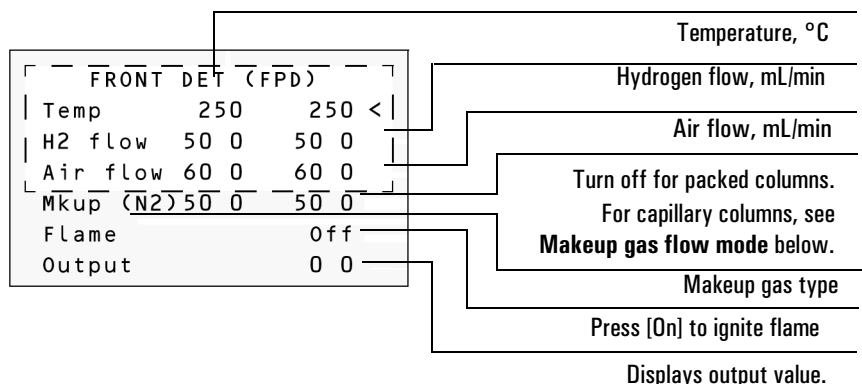 FRONT DET (FPD)
Temp 250 250 <
H2 flow 50 0 50 0
Air flow 60 0 60 0
Mkup (N2) 50 0 50 0
Flame Off
Output 0 0
Temperature, °C
Hydrogen flow, mL/min
Air flow, mL/min
Turn off for packed columns.
For capillary columns, see
Makeup gas flow mode below.
Makeup gas type
Press [On] to ignite flame
Displays output value.